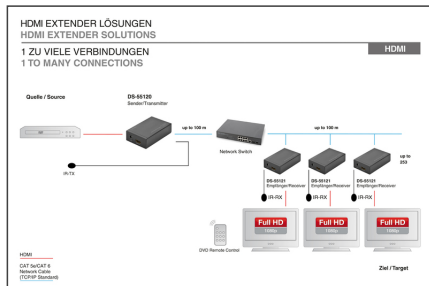 HDMI EXTENDER LÖSUNGEN
HDMI EXTENDER SOLUTIONS
1 ZU VIELE VERBINDUNGEN
1 TO MANY CONNECTIONS
HDMI
Quelle / Source
DS-55120
Sender/Transmitter
up to 100 m
Network Switch
up to 100 m
IR-TX
DS-55121
Empfänger/Receiver
DS-55121
Empfänger/Receiver
DS-55121
Empfänger/Receiver
up to
253
IR-RX
IR-RX
IR-RX
DVD Remote Control
Full HD
1080p
Full HD
1080p
Full HD
1080p
HDMI
CAT 5e/CAT 6
Network Cable
(TCP/IP Standard)
Ziel / Target